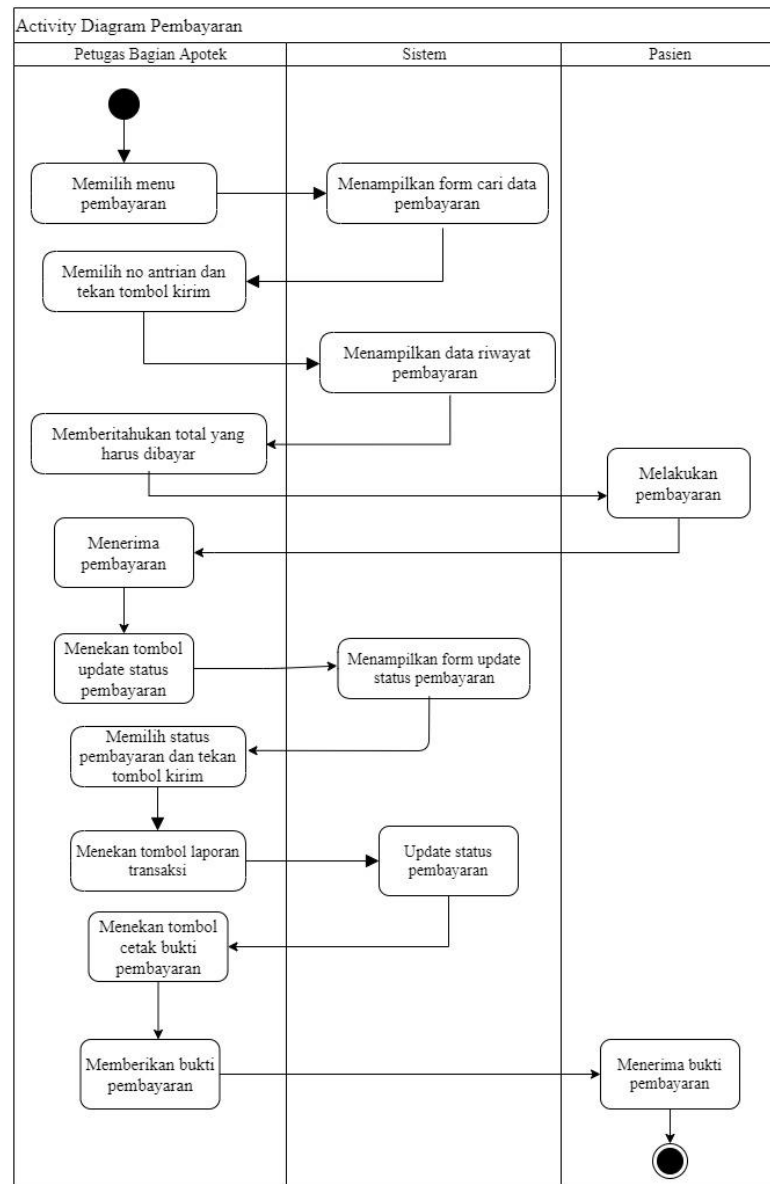 Activity Diagram Pembayaran
Petugas Bagian Apotek
Sistem
Pasien
Memilih menu
pembayaran
Menampilkan form cari data
pembayaran
Memilih no antrian dan
tekan tombol kirim
Menampilkan data riwayat
pembayaran
Memberitahukan total yang
harus dibayar
Melakukan
pembayaran
Menerima
pembayaran
Menekan tombol
update status
pembayaran
Menampilkan form update
status pembayaran
Memilih status
pembayaran dan tekan
tombol kirim
Menekan tombol laporan
transaksi
Update status
pembayaran
Menekan tombol
cetak bukti
pembayaran
Memberikan bukti
pembayaran
Menerima bukti
pembayaran